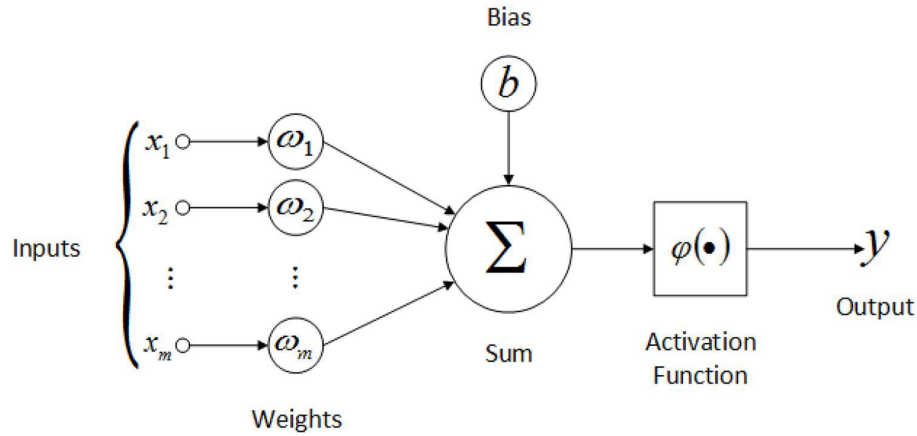 Bias
b
x₁ ω₁
x₂ ω₂
Inputs
⋮ ⋮
Σ
φ(•)
y
Output
xₘ ωₘ
Sum
Activation
Function
Weights